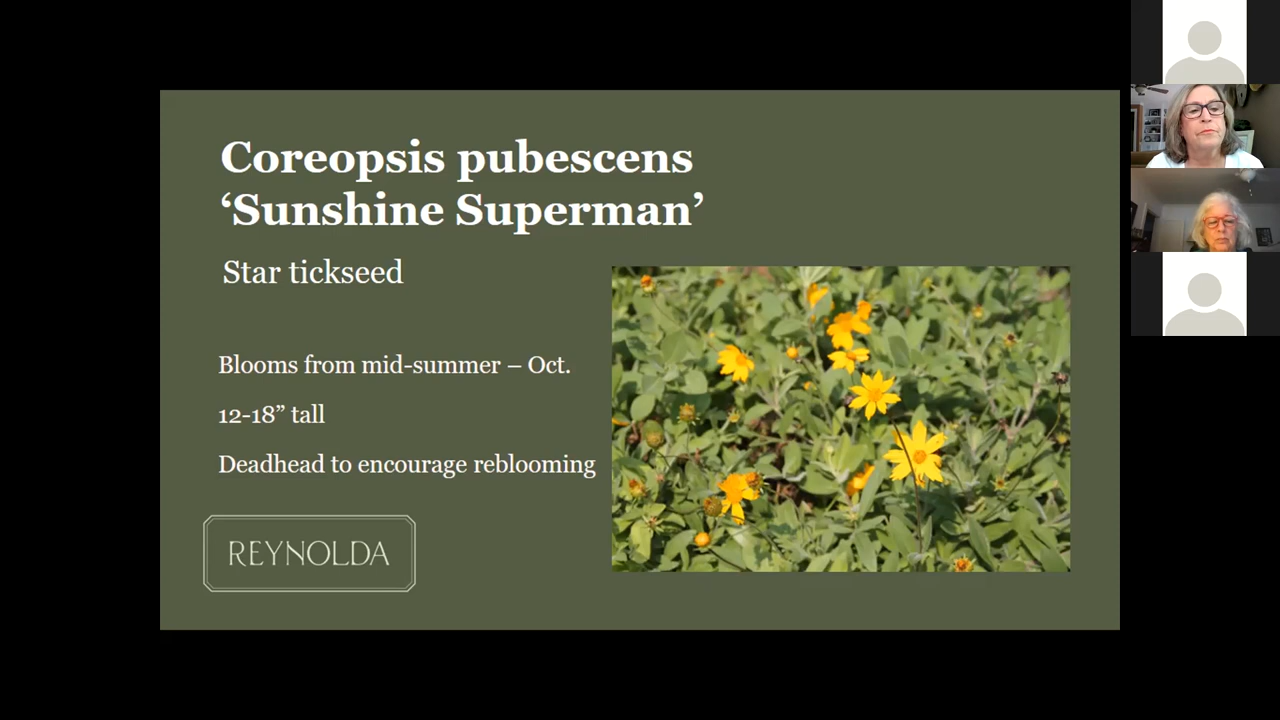 Coreopsis pubescens
‘Sunshine Superman’
Star tickseed
Blooms from mid-summer – Oct.
12-18” tall
Deadhead to encourage reblooming
REYNOLDA